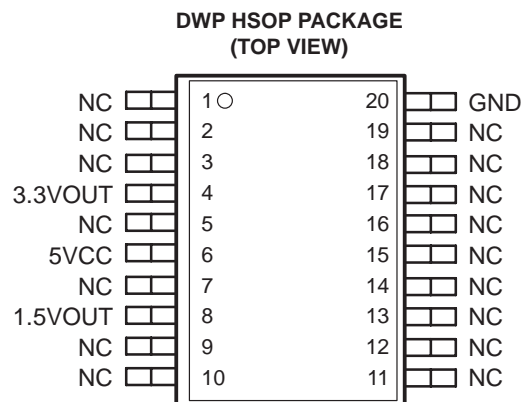 DWP HSOP PACKAGE
(TOP VIEW)
NC 1 20 GND
NC 2 19 NC
NC 3 18 NC
3.3VOUT 4 17 NC
NC 5 16 NC
5VCC 6 15 NC
NC 7 14 NC
1.5VOUT 8 13 NC
NC 9 12 NC
NC 10 11 NC